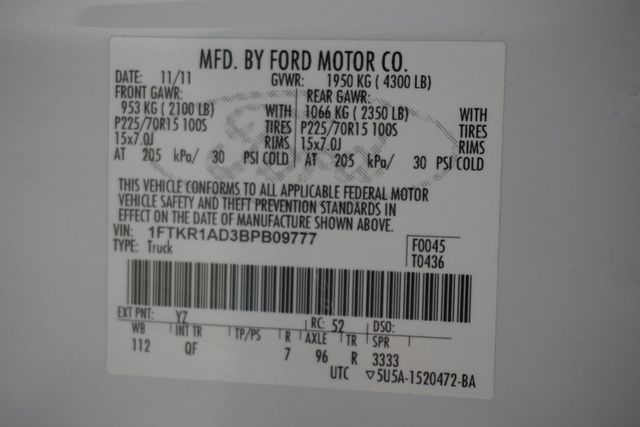 MFD. BY FORD MOTOR CO.
DATE: 11/11 GVWR: 1950 KG ( 4300 LB)
FRONT GAWR: REAR GAWR:
953 KG ( 2100 LB) WITH 1066 KG ( 2350 LB) WITH
P225/70R15 100S TIRES P225/70R15 100S TIRES
15x7.0J RIMS 15x7.0J RIMS
AT 205 kPa/ 30 PSI COLD AT 205 kPa/ 30 PSI COLD
THIS VEHICLE CONFORMS TO ALL APPLICABLE FEDERAL MOTOR
VEHICLE SAFETY AND THEFT PREVENTION STANDARDS IN
EFFECT ON THE DATE OF MANUFACTURE SHOWN ABOVE.
VIN: 1FTKR1AD3BPB09777 F0045
TYPE: Truck T0436
EXT PNT: YZ RC: 52 DSO:
WB INT TR TP/PS R AXLE TR SPR
112 QF 7 96 R 3333
UTC ▽5U5A-1520472-BA